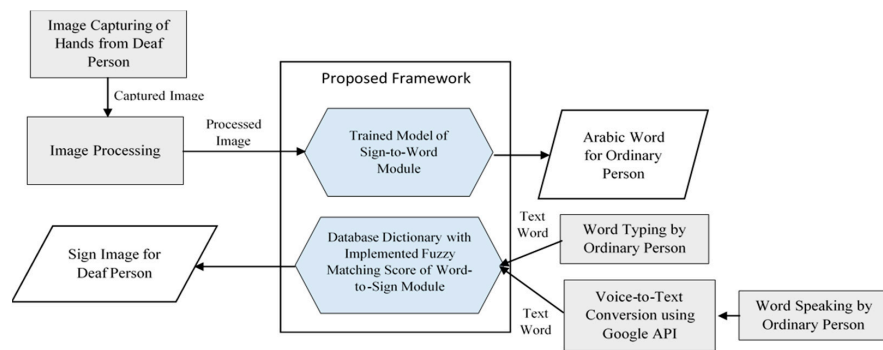 Image Capturing of
Hands from Deaf
Person
Captured Image
Image Processing
Processed
Image
Proposed Framework
Trained Model of
Sign-to-Word
Module
Arabic Word
for Ordinary
Person
Sign Image for
Deaf Person
Database Dictionary with
Implemented Fuzzy
Matching Score of Word-
to-Sign Module
Text
Word
Word Typing by
Ordinary Person
Text
Word
Voice-to-Text
Conversion using
Google API
Word Speaking by
Ordinary Person